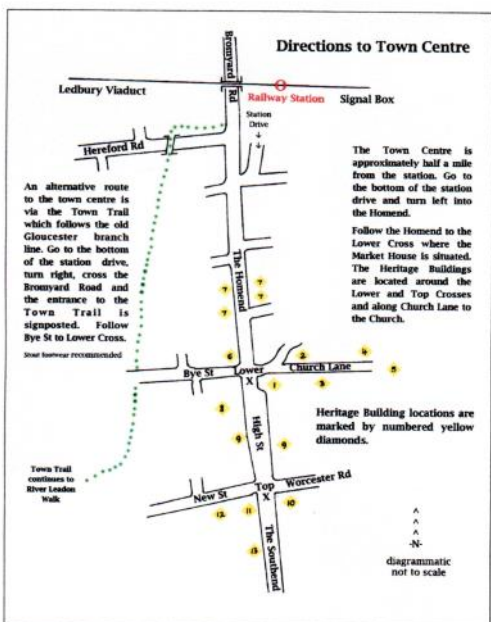 Directions to Town Centre
Bromyard
Rd
Ledbury Viaduct
Railway Station
Signal Box
Station
Drive
Hereford Rd
The Town Centre is
approximately half a mile
from the station. Go to
the bottom of the station
drive and turn left into
the Homend.
Follow the Homend to the
Lower Cross where the
Market House is situated.
The Heritage Buildings
are located around the
Lower and Top Crosses
and along Church Lane to
the Church.
An alternative route
to the town centre is
via the Town Trail
which follows the old
Gloucester branch
line. Go to the bottom
of the station drive,
turn right, cross the
Bromyard Road and
the entrance to the
Town Trail is
signposted. Follow
Bye St to Lower Cross.
Stout footwear recommended
The Homend
7
7
7
7
6
2
4
5
Bye St
Lower
X
Church Lane
1
3
8
High St
9
9
Heritage Building locations are
marked by numbered yellow
diamonds.
Town Trail
continues to
River Leadon
Walk
New St
Top
X
Worcester Rd
12
11
10
The Southend
13
-N-
diagrammatic
not to scale